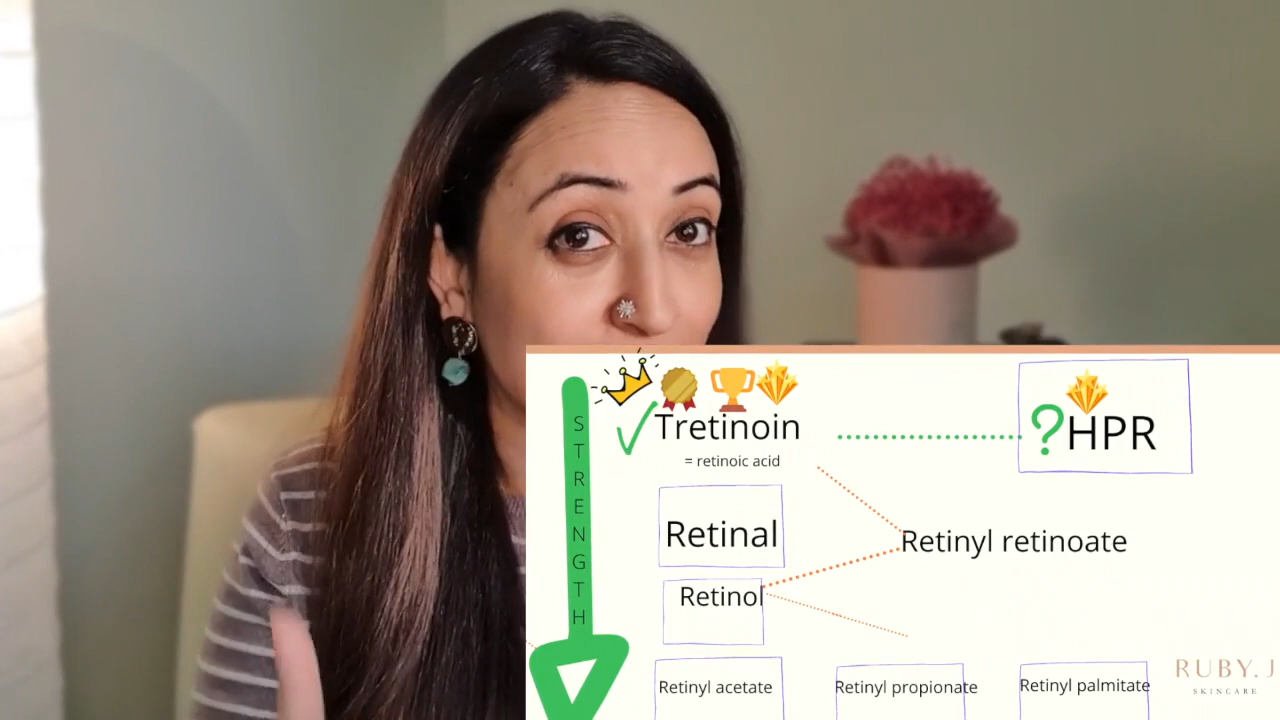 STRENGTH
Tretinoin
= retinoic acid
?HPR
Retinal
Retinyl retinoate
Retinol
Retinyl acetate
Retinyl propionate
Retinyl palmitate
RUBY.J
SKINCARE